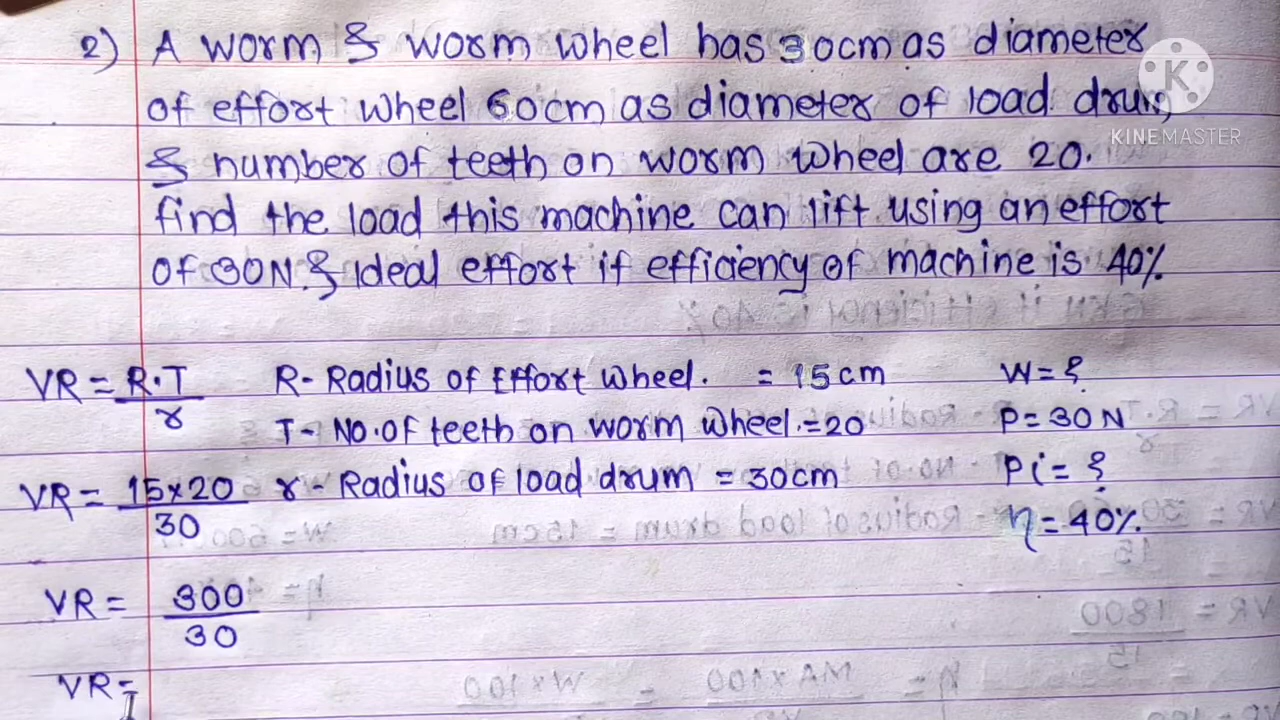 2) A worm & worm wheel has 30cm as diameter
of effort wheel 60cm as diameter of load drum,
& number of teeth on worm wheel are 20.
find the load this machine can lift using an effort
of 30N. & Ideal effort if efficiency of machine is 40%.
VR = R.T / r R - Radius of Effort wheel. = 15cm W = ?
T - No. of teeth on worm wheel. = 20 P = 30 N
VR = 15×20 / 30 r - Radius of load drum = 30cm Pi = ?
η = 40%.
VR = 300 / 30
VR =
K
KINEMASTER